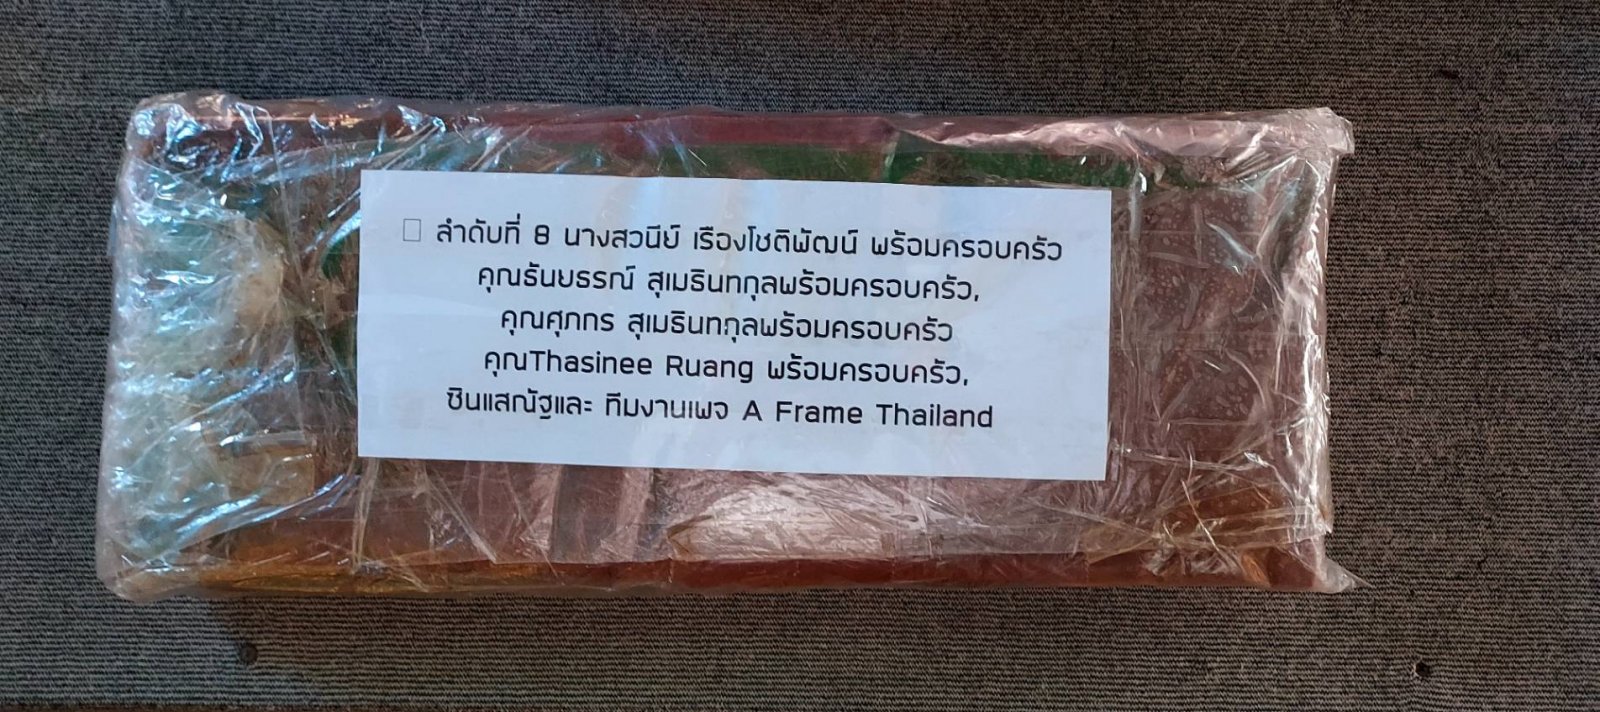 □ ลำดับที่ 8 นางสวนีย์ เรืองโชติพัฒน์ พร้อมครอบครัว
คุณธันยธรณ์ สุเมธินทกุลพร้อมครอบครัว,
คุณศุภกร สุเมธินทกุลพร้อมครอบครัว
คุณThasinee Ruang พร้อมครอบครัว,
ซินแสณัฐและ ทีมงานเพจ A Frame Thailand